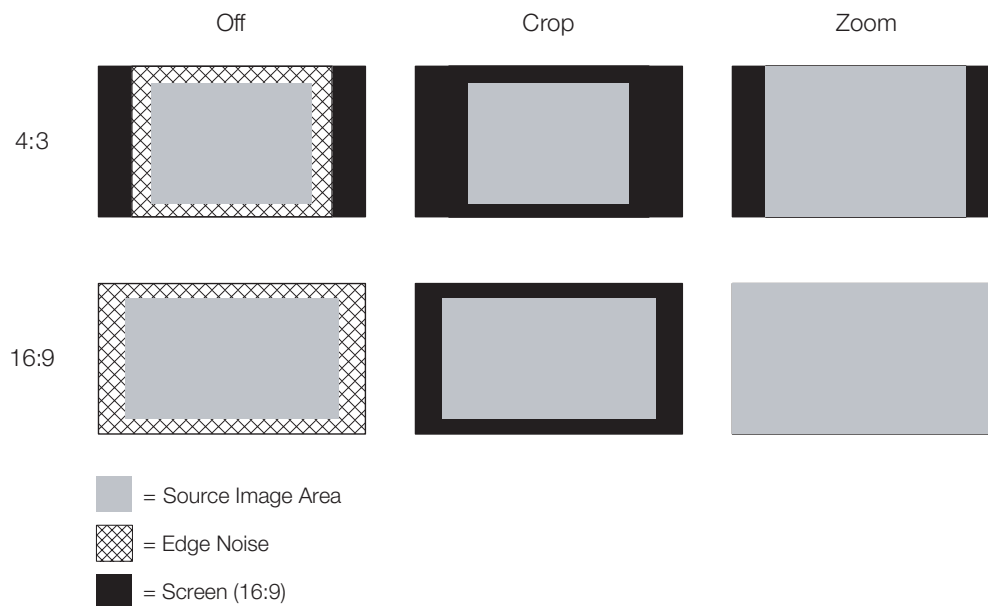 Off Crop Zoom
4:3
16:9
= Source Image Area
= Edge Noise
= Screen (16:9)